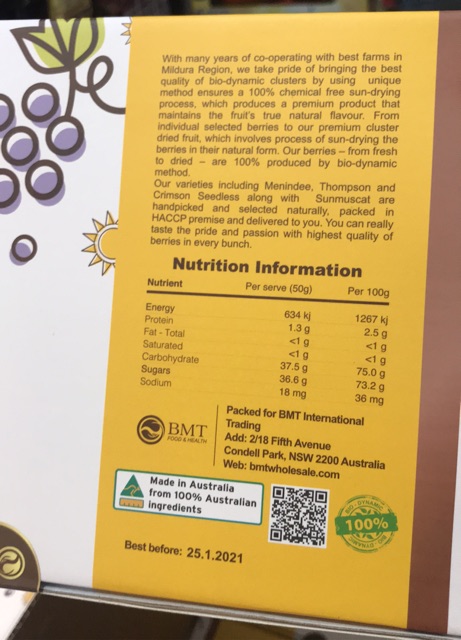 With many years of co-operating with best farms in
Mildura Region, we take pride of bringing the best
quality of bio-dynamic clusters by using unique
method ensures a 100% chemical free sun-drying
process, which produces a premium product that
maintains the fruit's true natural flavour. From
individual selected berries to our premium cluster
dried fruit, which involves process of sun-drying the
berries in their natural form. Our berries – from fresh
to dried – are 100% produced by bio-dynamic
method.
Our varieties including Menindee, Thompson and
Crimson Seedless along with Sunmuscat are
handpicked and selected naturally, packed in
HACCP premise and delivered to you. You can really
taste the pride and passion with highest quality of
berries in every bunch.
Nutrition Information
Nutrient Per serve (50g) Per 100g
Energy 634 kj 1267 kj
Protein 1.3 g 2.5 g
Fat - Total <1 g <1 g
Saturated <1 g <1 g
Carbohydrate 37.5 g 75.0 g
Sugars 36.6 g 73.2 g
Sodium 18 mg 36 mg
BMT
FOOD & HEALTH
Packed for BMT International
Trading
Add: 2/18 Fifth Avenue
Condell Park, NSW 2200 Australia
Web: bmtwholesale.com
Made in Australia
from 100% Australian
ingredients
BIO - DYNAMIC
100%
BIO - DYNAMIC
Best before: 25.1.2021